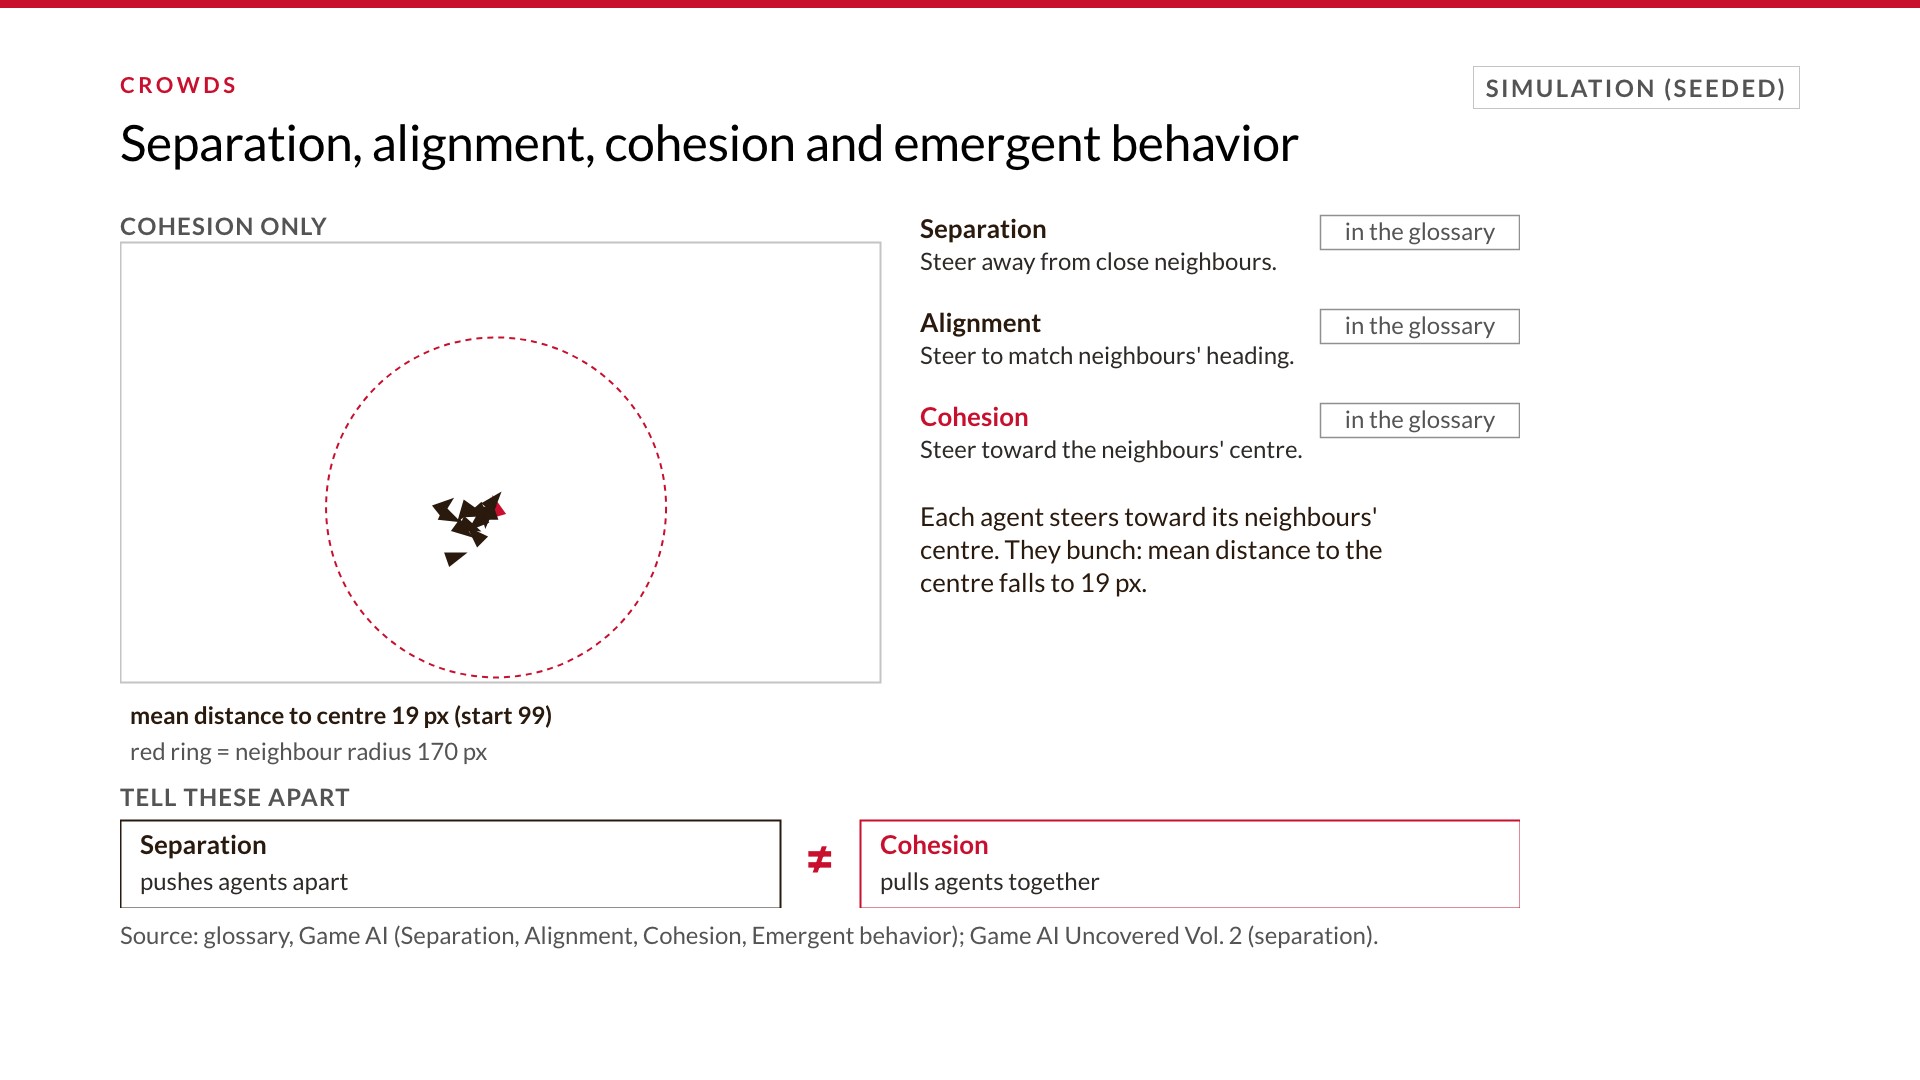 CROWDS
SIMULATION (SEEDED)
Separation, alignment, cohesion and emergent behavior
COHESION ONLY
mean distance to centre 19 px (start 99)
red ring = neighbour radius 170 px
Separation
in the glossary
Steer away from close neighbours.
Alignment
in the glossary
Steer to match neighbours' heading.
Cohesion
in the glossary
Steer toward the neighbours' centre.
Each agent steers toward its neighbours'
centre. They bunch: mean distance to the
centre falls to 19 px.
TELL THESE APART
Separation
pushes agents apart
≠
Cohesion
pulls agents together
Source: glossary, Game AI (Separation, Alignment, Cohesion, Emergent behavior); Game AI Uncovered Vol. 2 (separation).